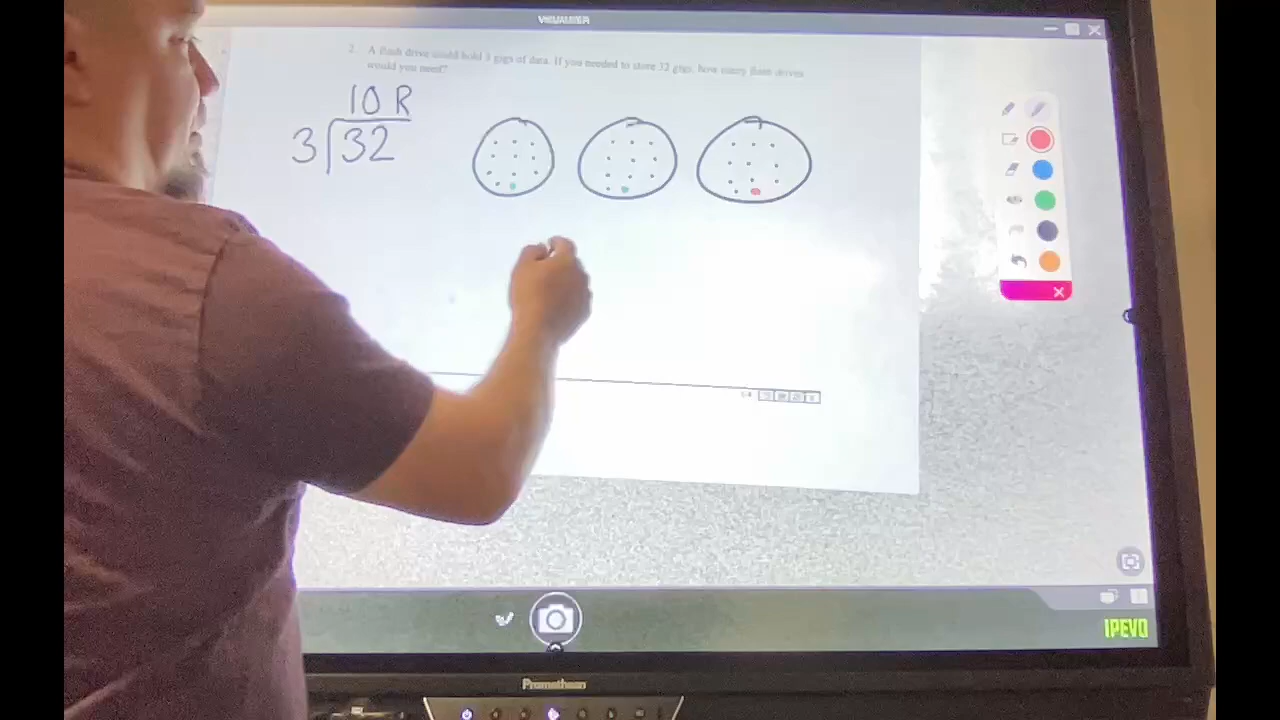 VISUALIZER
2. A flash drive could hold 3 gigs of data. If you needed to store 32 gigs, how many flash drives
would you need?
10 R
3 32
IPEVO
Promethean